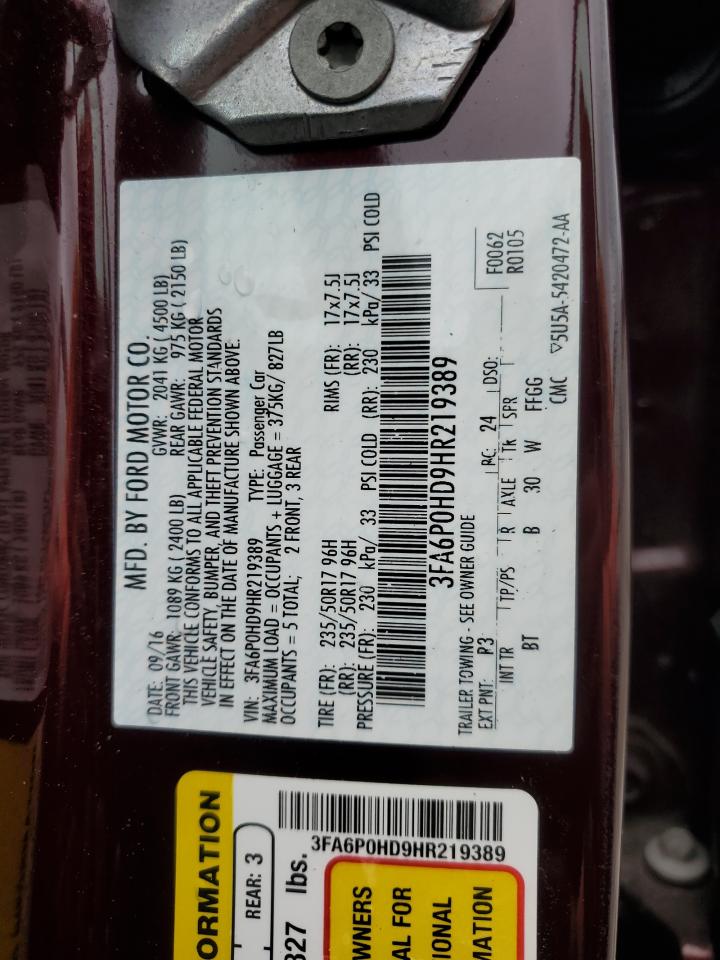 MFD. BY FORD MOTOR CO.
DATE: 09/16 GVWR: 2041 KG ( 4500 LB)
FRONT GAWR: 1089 KG ( 2400 LB) REAR GAWR: 975 KG ( 2150 LB)
THIS VEHICLE CONFORMS TO ALL APPLICABLE FEDERAL MOTOR
VEHICLE SAFETY, BUMPER, AND THEFT PREVENTION STANDARDS
IN EFFECT ON THE DATE OF MANUFACTURE SHOWN ABOVE.
VIN: 3FA6P0HD9HR219389 TYPE: Passenger Car
MAXIMUM LOAD = OCCUPANTS + LUGGAGE = 375KG/ 827LB
OCCUPANTS = 5 TOTAL; 2 FRONT, 3 REAR
TIRE (FR): 235/50R17 96H RIMS (FR): 17x7.5J
(RR): 235/50R17 96H (RR): 17x7.5J
PRESSURE (FR): 230 kPa/ 33 PSI COLD (RR): 230 kPa/ 33 PSI COLD
3FA6P0HD9HR219389
TRAILER TOWING - SEE OWNER GUIDE
EXT PNT: P3 RC: 24 DSO: F0062
R0105
INT TR TP/PS R AXLE Tk SPR
BT B 30 W FFGG
CMC ▽5U5A-5420472-AA
ORMATION
REAR: 3
827 lbs.
3FA6P0HD9HR219389
WNERS
AL FOR
IONAL
MATION